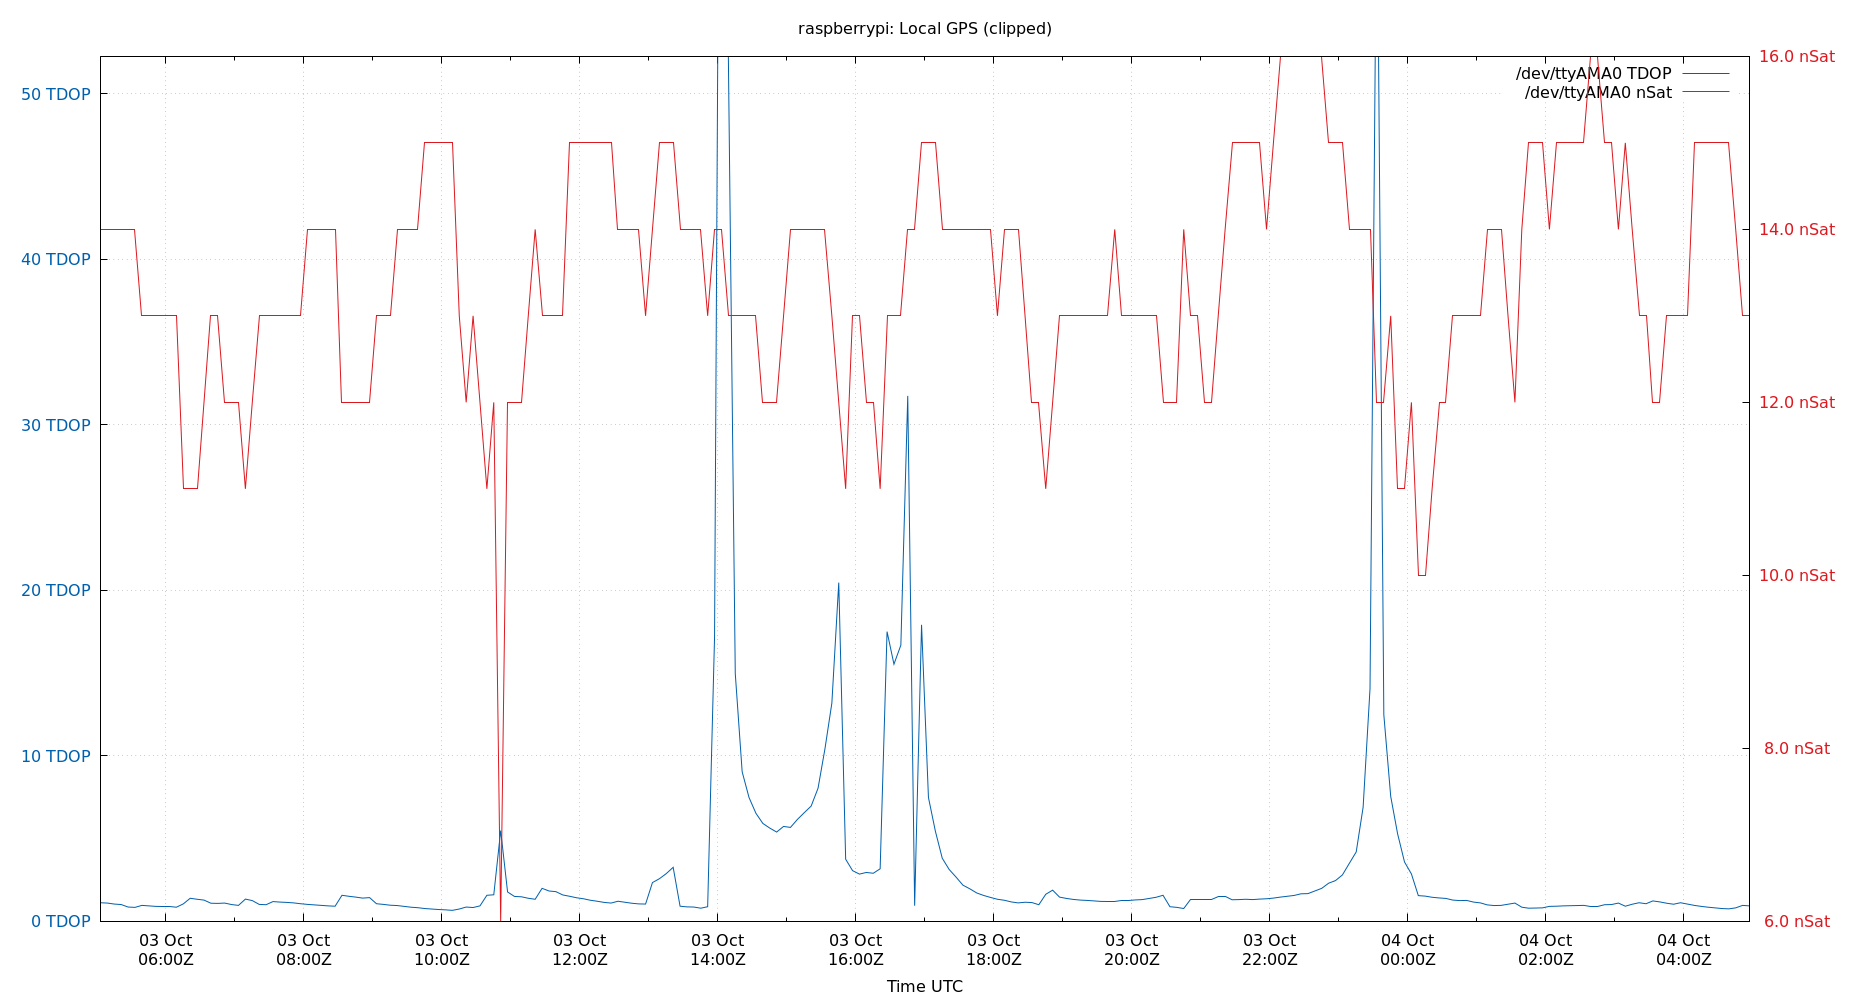 raspberrypi: Local GPS (clipped)
/dev/ttyAMA0 TDOP
/dev/ttyAMA0 nSat
50 TDOP
40 TDOP
30 TDOP
20 TDOP
10 TDOP
0 TDOP
16.0 nSat
14.0 nSat
12.0 nSat
10.0 nSat
8.0 nSat
6.0 nSat
03 Oct 03 Oct 03 Oct 03 Oct 03 Oct 03 Oct 03 Oct 03 Oct 03 Oct 04 Oct 04 Oct 04 Oct
06:00Z 08:00Z 10:00Z 12:00Z 14:00Z 16:00Z 18:00Z 20:00Z 22:00Z 00:00Z 02:00Z 04:00Z
Time UTC